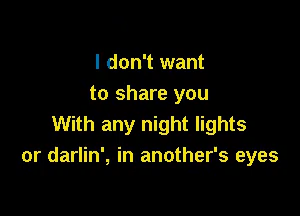 I don't want
to share you
With any night lights
or darlin', in another's eyes